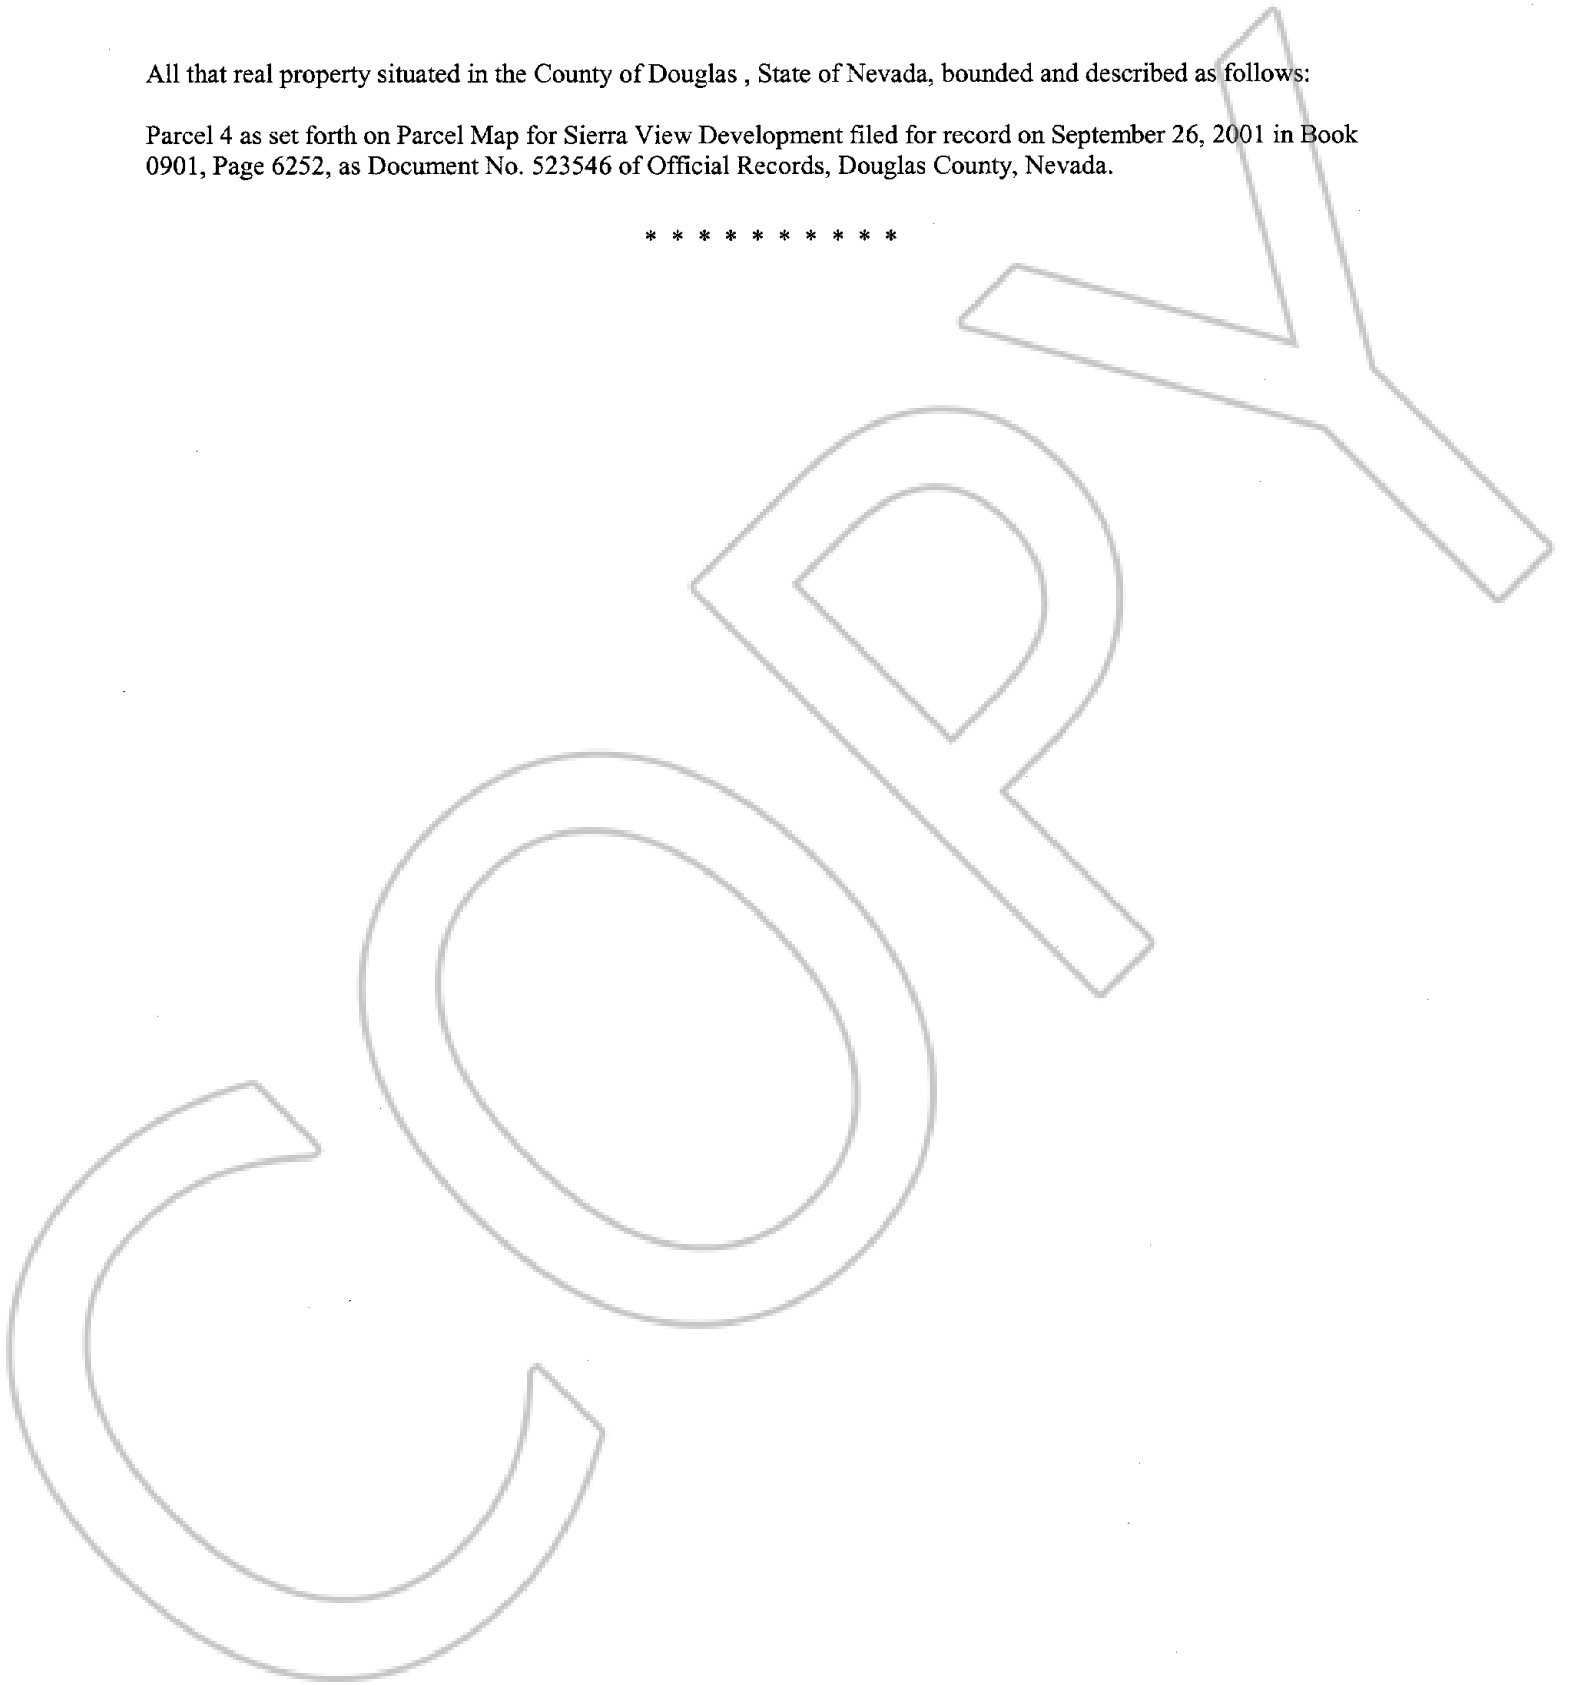 All that real property situated in the County of Douglas , State of Nevada, bounded and described as follows:
Parcel 4 as set forth on Parcel Map for Sierra View Development filed for record on September 26, 2001 in Book
0901, Page 6252, as Document No. 523546 of Official Records, Douglas County, Nevada.
* * * * * * * * * *
COPY